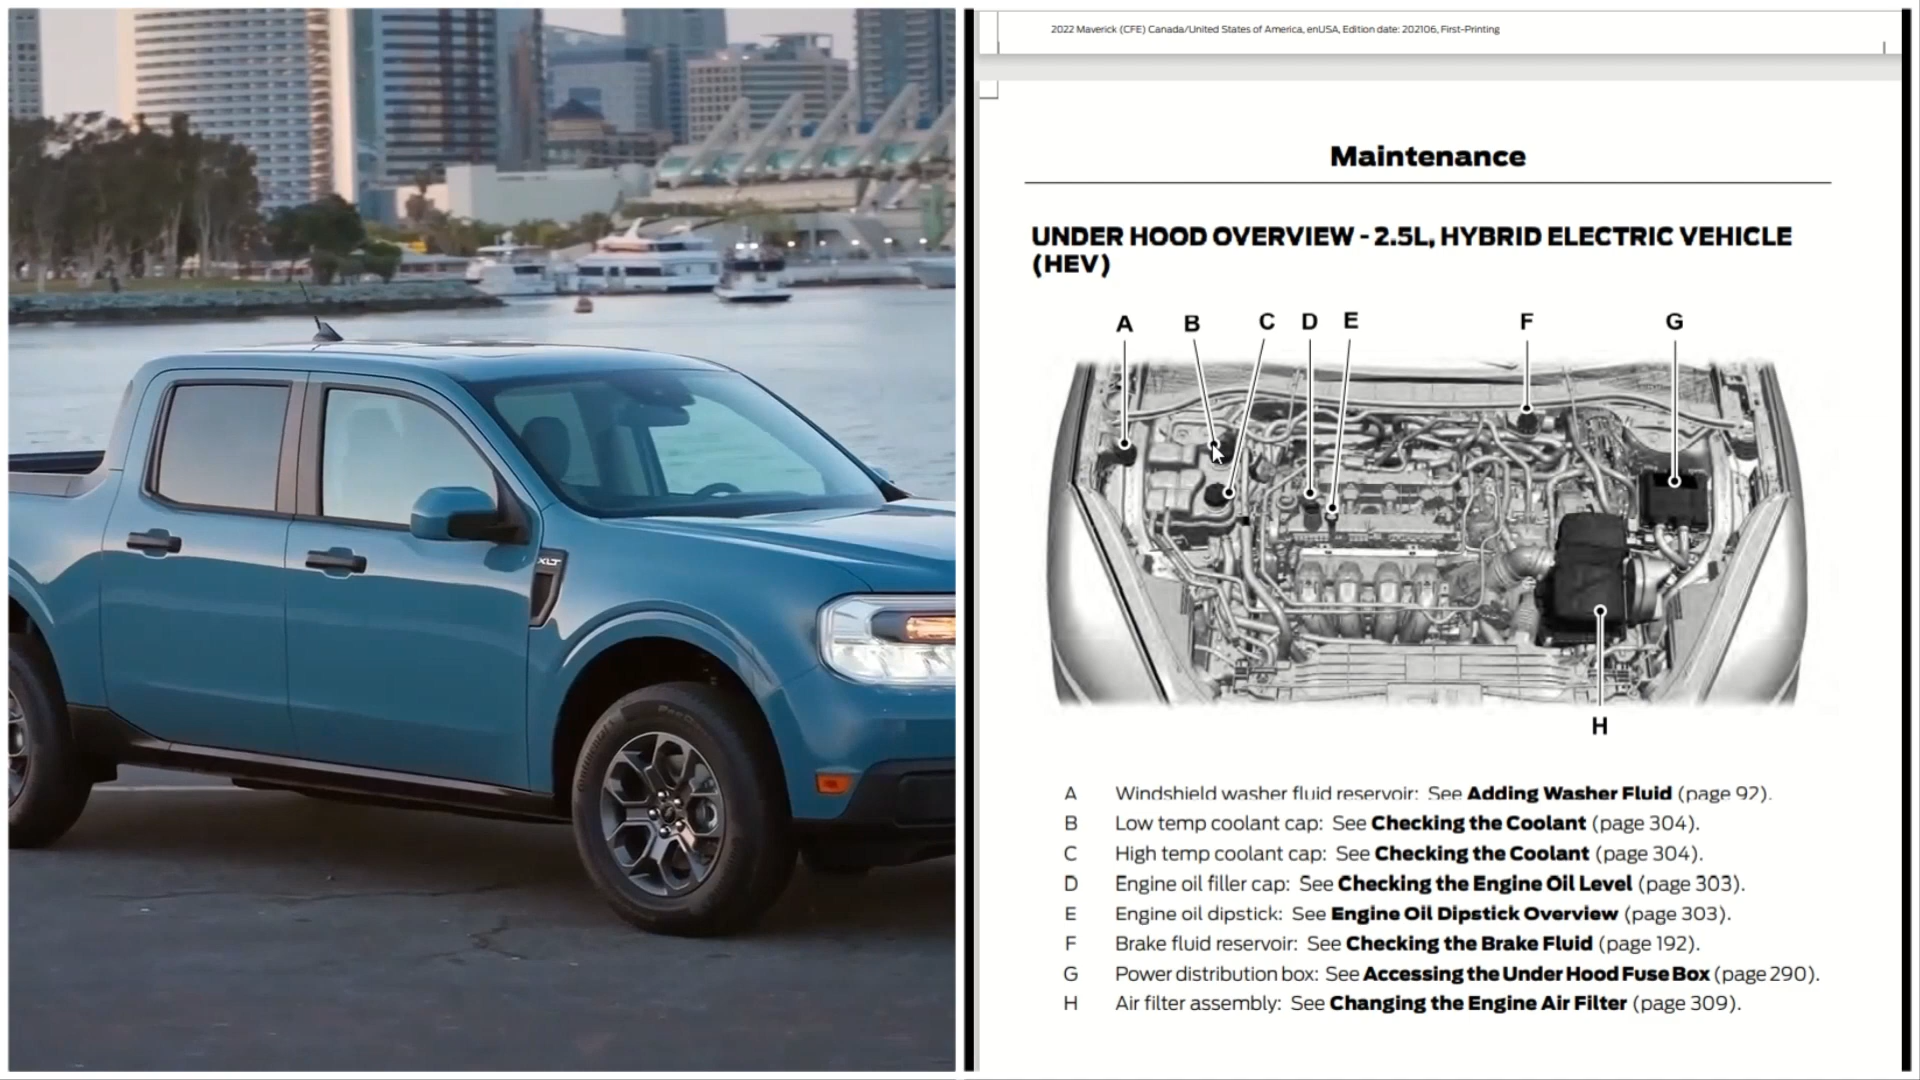 XLT
2022 Maverick (CFE) Canada/United States of America, enUSA, Edition date: 202106, First-Printing
Maintenance
UNDER HOOD OVERVIEW - 2.5L, HYBRID ELECTRIC VEHICLE
(HEV)
A B C D E F G
H
A Windshield washer fluid reservoir: See Adding Washer Fluid (page 92).
B Low temp coolant cap: See Checking the Coolant (page 304).
C High temp coolant cap: See Checking the Coolant (page 304).
D Engine oil filler cap: See Checking the Engine Oil Level (page 303).
E Engine oil dipstick: See Engine Oil Dipstick Overview (page 303).
F Brake fluid reservoir: See Checking the Brake Fluid (page 192).
G Power distribution box: See Accessing the Under Hood Fuse Box (page 290).
H Air filter assembly: See Changing the Engine Air Filter (page 309).